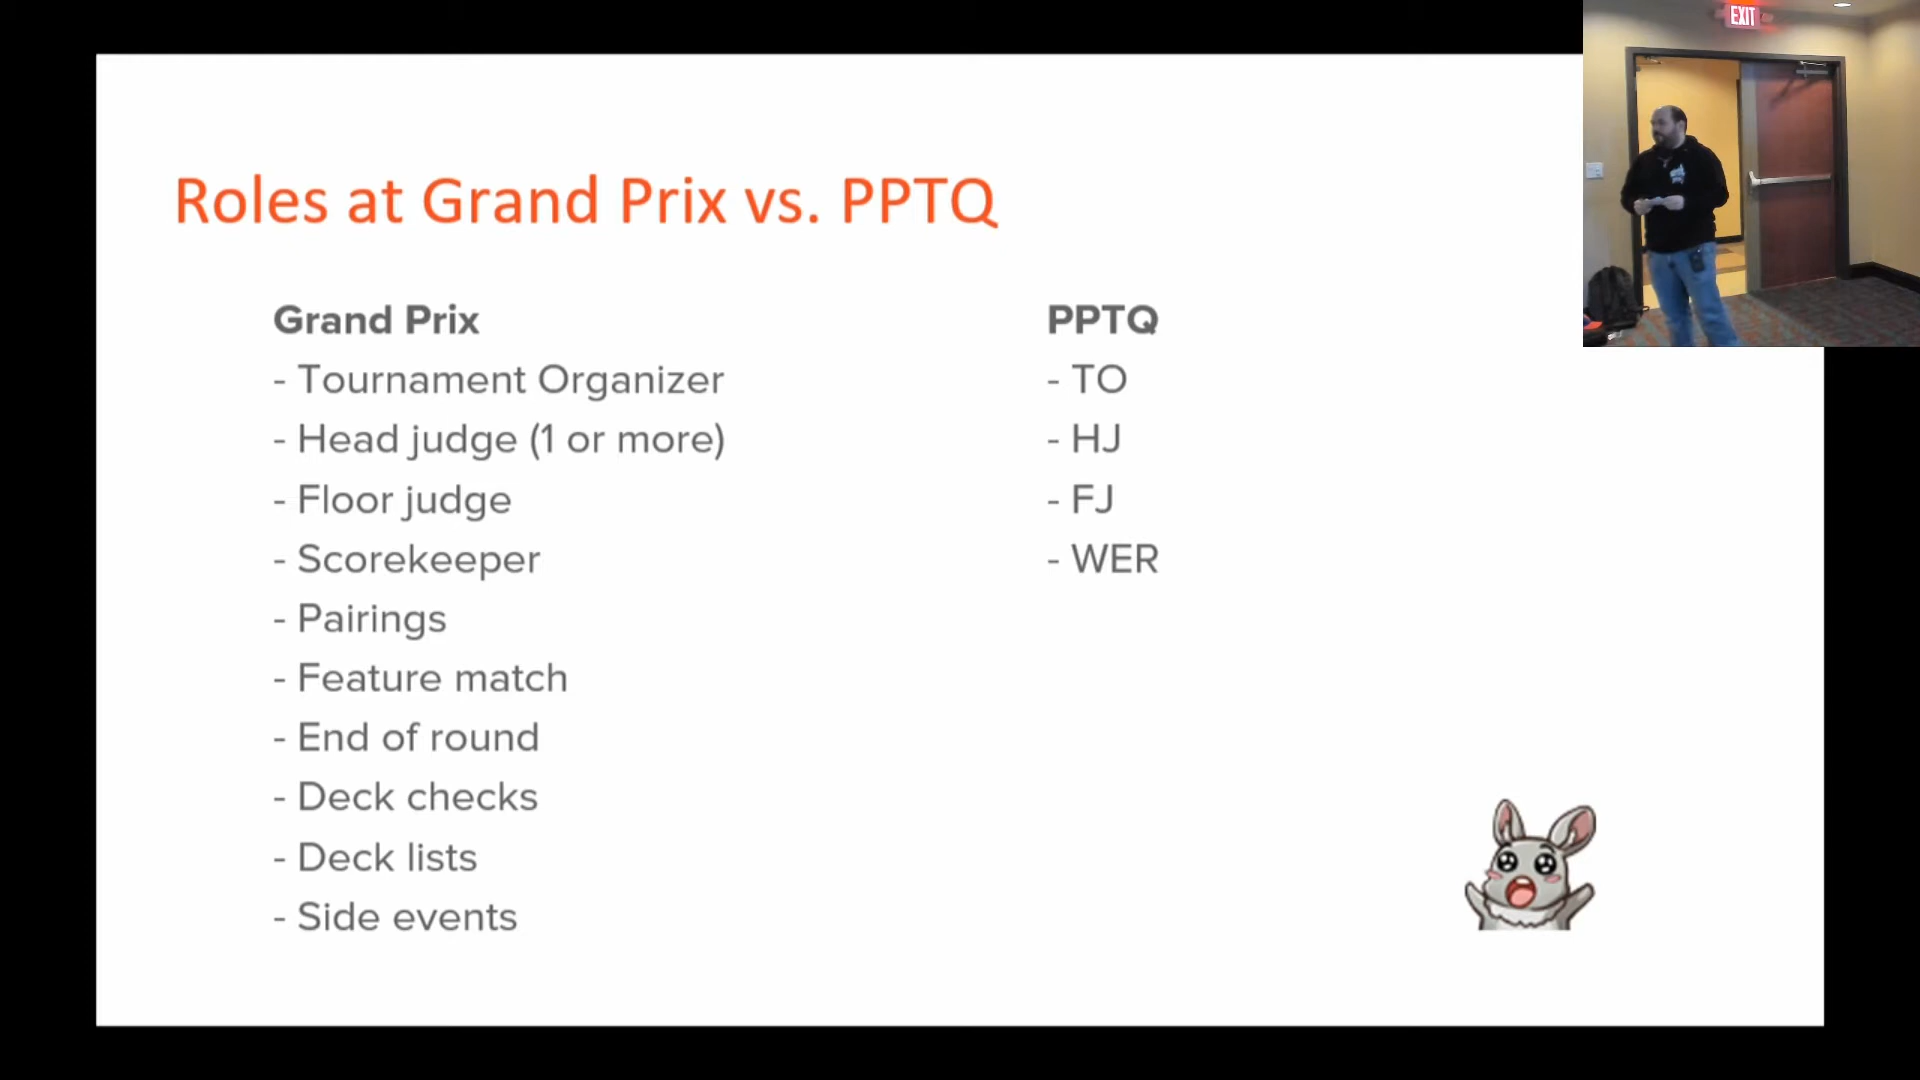 EXIT
Roles at Grand Prix vs. PPTQ
Grand Prix
- Tournament Organizer
- Head judge (1 or more)
- Floor judge
- Scorekeeper
- Pairings
- Feature match
- End of round
- Deck checks
- Deck lists
- Side events
PPTQ
- TO
- HJ
- FJ
- WER